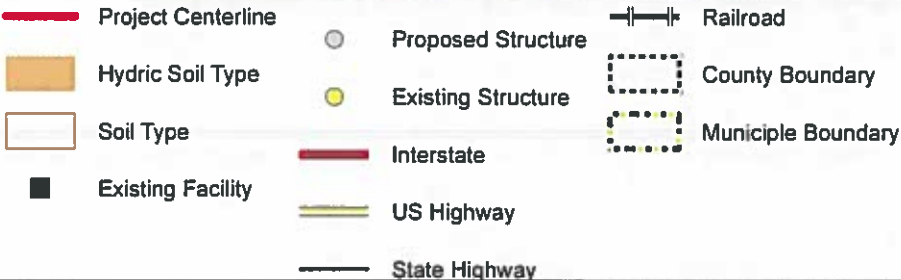 Project Centerline
Hydric Soil Type
Soil Type
Existing Facility
Proposed Structure
Existing Structure
Interstate
US Highway
State Highway
Railroad
County Boundary
Municiple Boundary